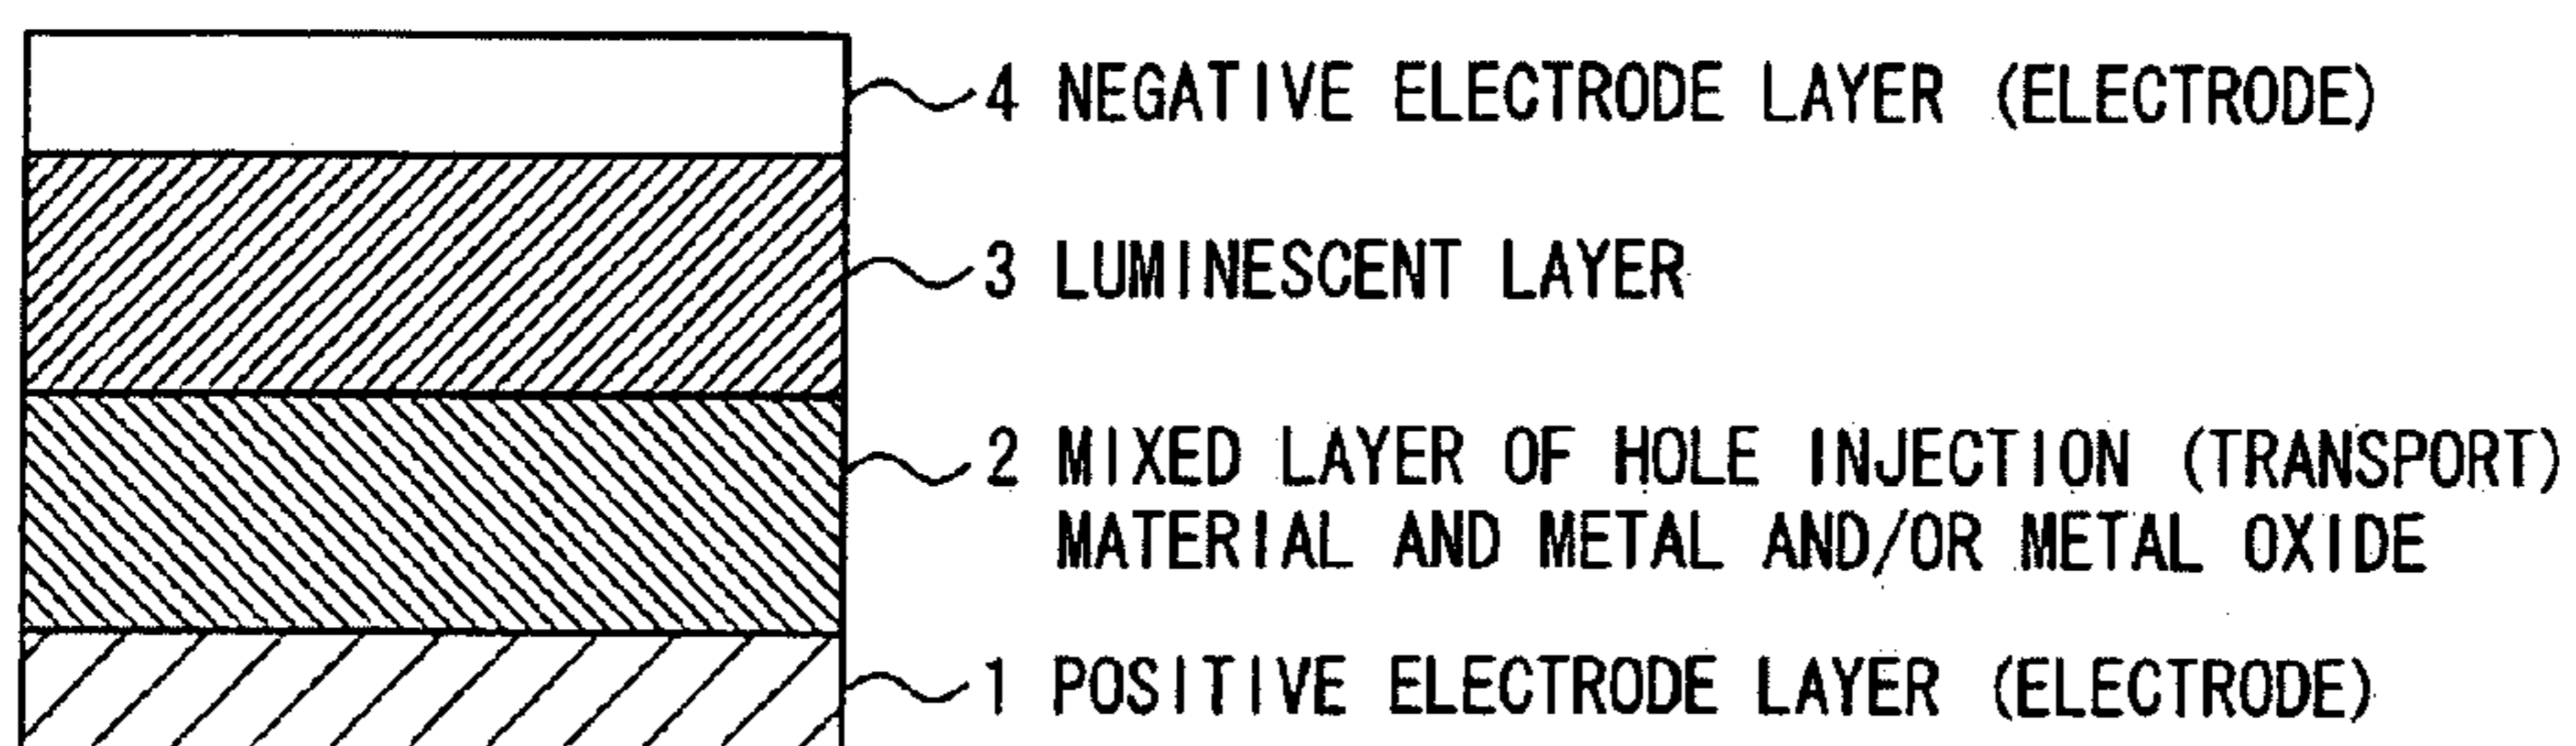 4 NEGATIVE ELECTRODE LAYER (ELECTRODE)
3 LUMINESCENT LAYER
2 MIXED LAYER OF HOLE INJECTION (TRANSPORT)
MATERIAL AND METAL AND/OR METAL OXIDE
1 POSITIVE ELECTRODE LAYER (ELECTRODE)